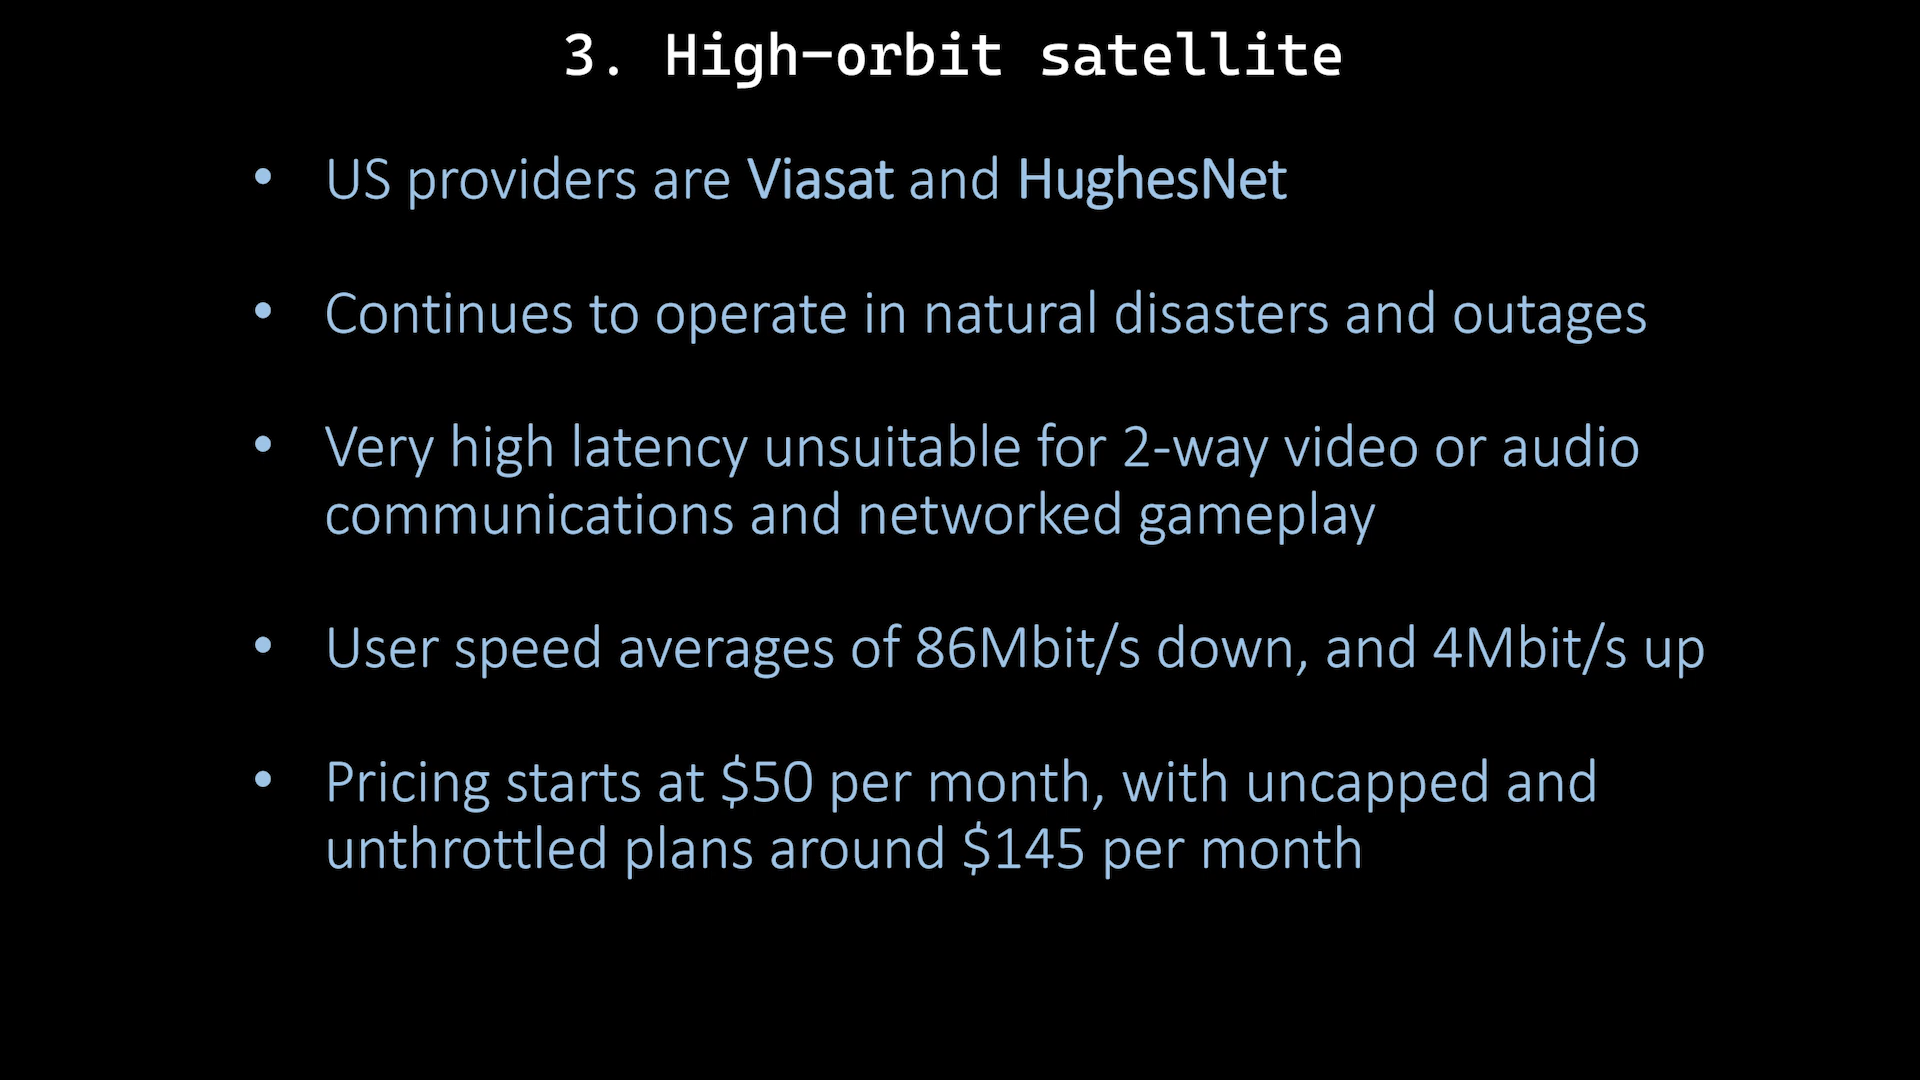 3. High-orbit satellite
• US providers are Viasat and HughesNet
• Continues to operate in natural disasters and outages
• Very high latency unsuitable for 2-way video or audio
communications and networked gameplay
• User speed averages of 86Mbit/s down, and 4Mbit/s up
• Pricing starts at $50 per month, with uncapped and
unthrottled plans around $145 per month